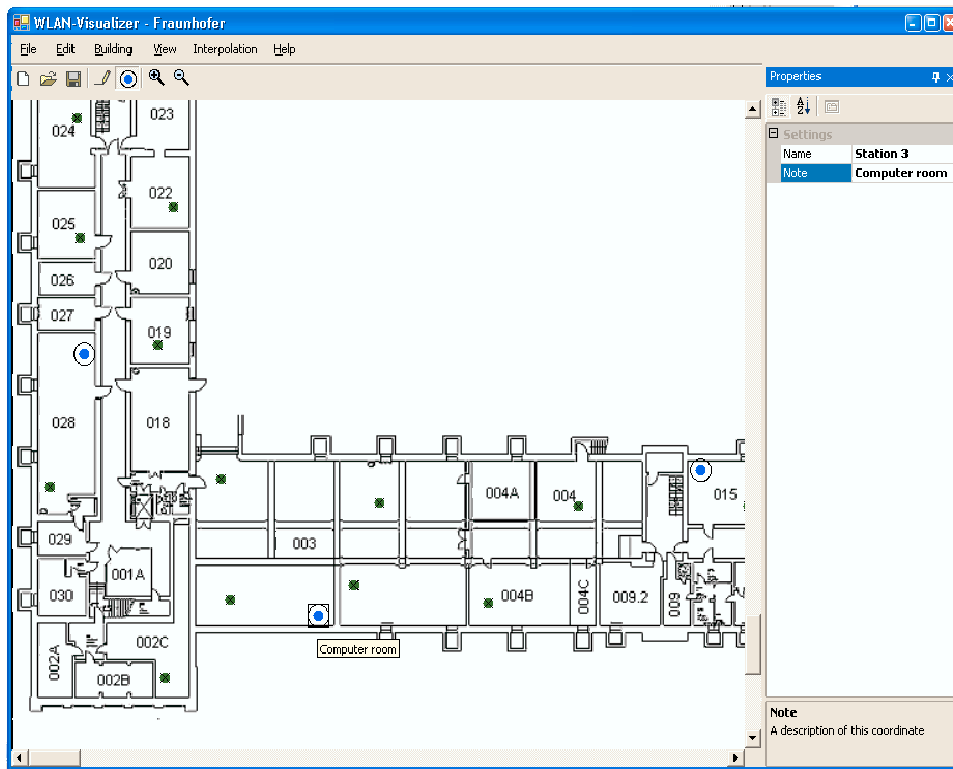 WLAN-Visualizer - Fraunhofer
File Edit Building View Interpolation Help
Properties
Settings
Name Station 3
Note Computer room
024 023
022
025
020
026
027
019
028 018
004A 004 015
029 003
001A
030 004B 004C 009.2 009
002A 002C
002B
Computer room
Note
A description of this coordinate